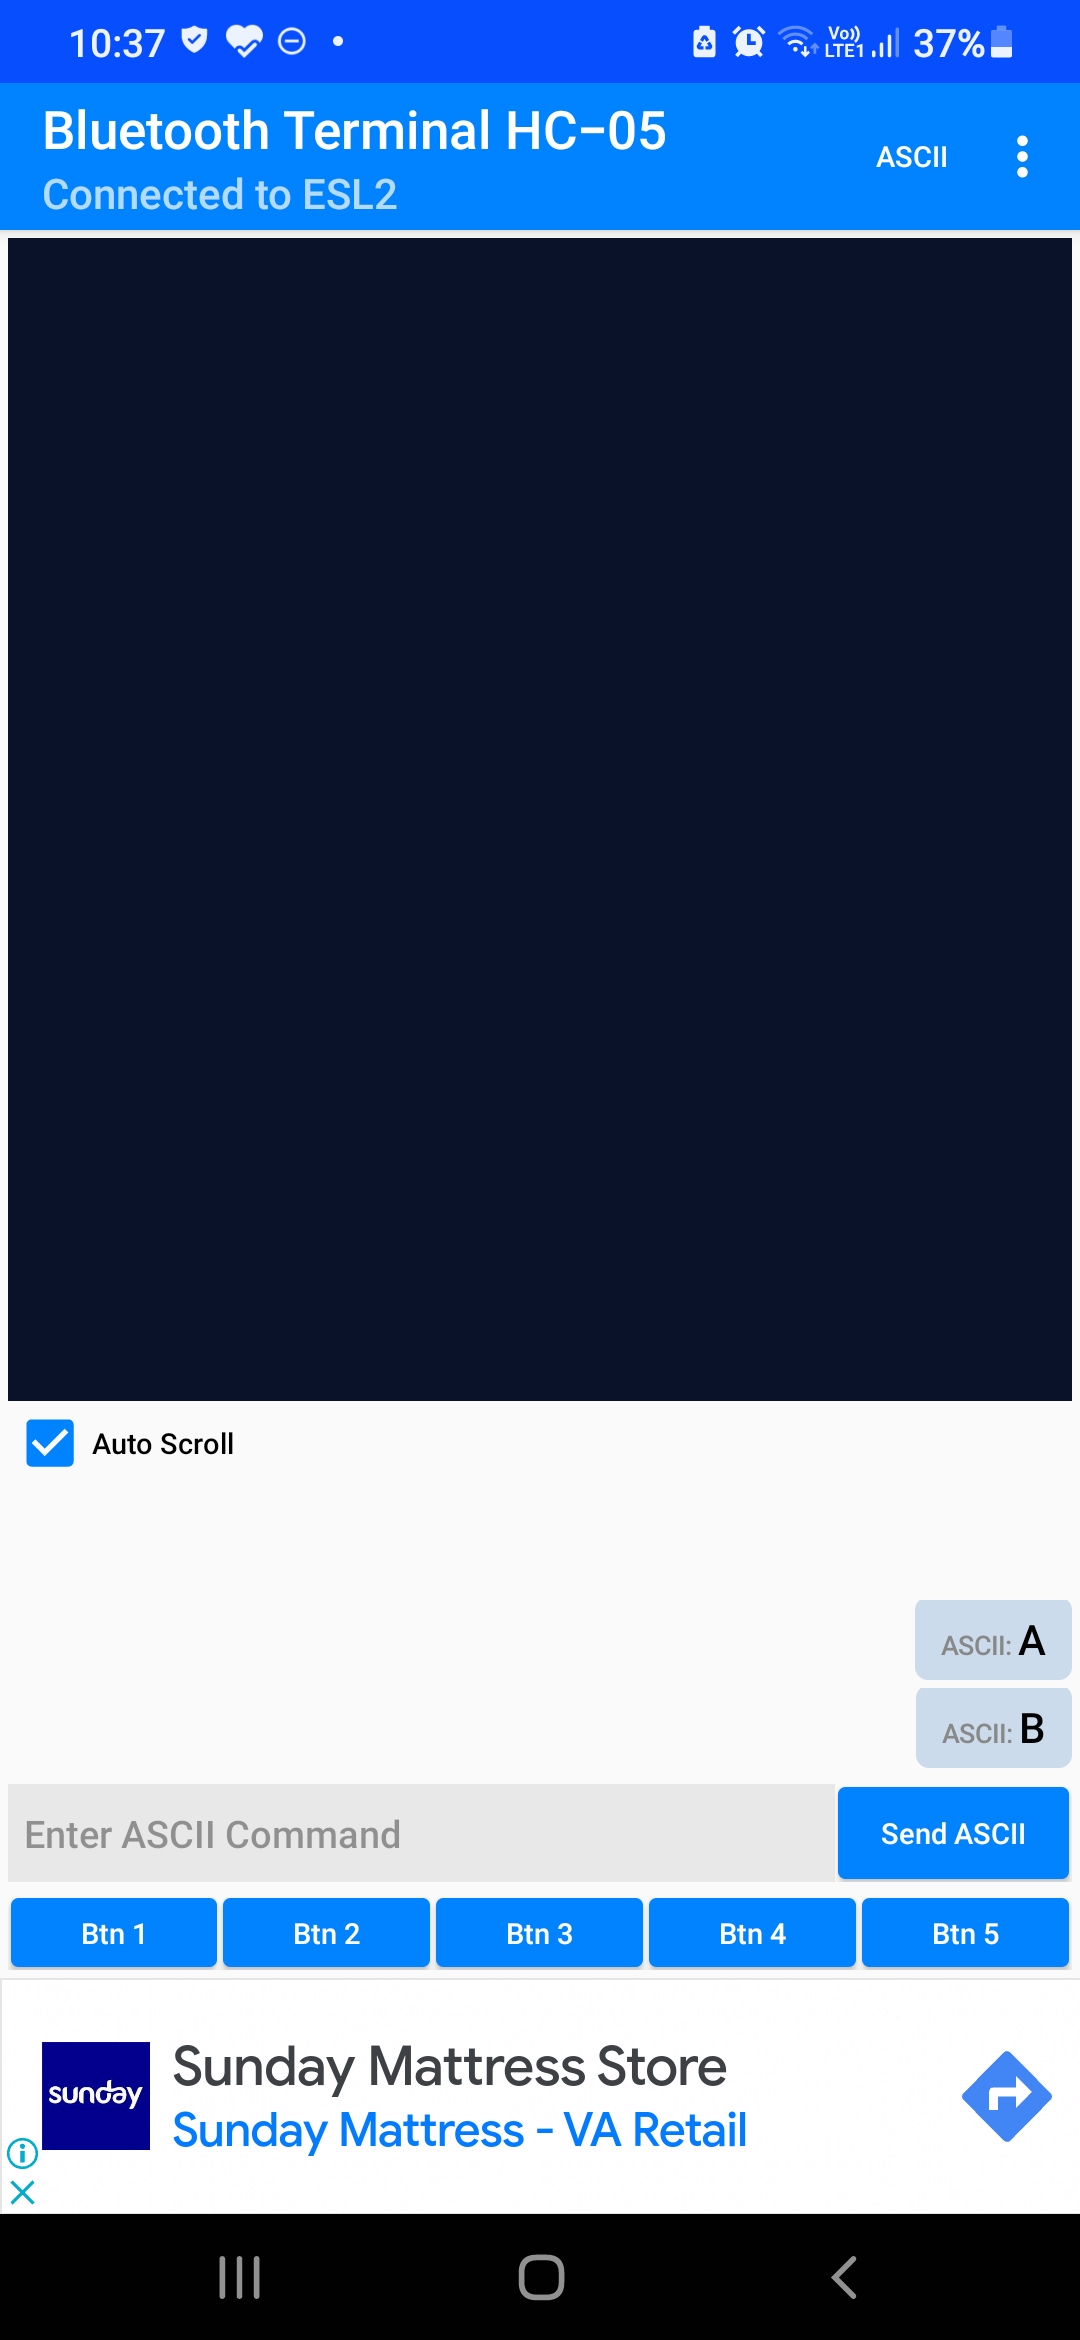 10:37 Vo)) LTE1 37%
Bluetooth Terminal HC-05
ASCII
Connected to ESL2
Auto Scroll
ASCII: A
ASCII: B
Enter ASCII Command Send ASCII
Btn 1 Btn 2 Btn 3 Btn 4 Btn 5
sunday
Sunday Mattress Store
Sunday Mattress - VA Retail